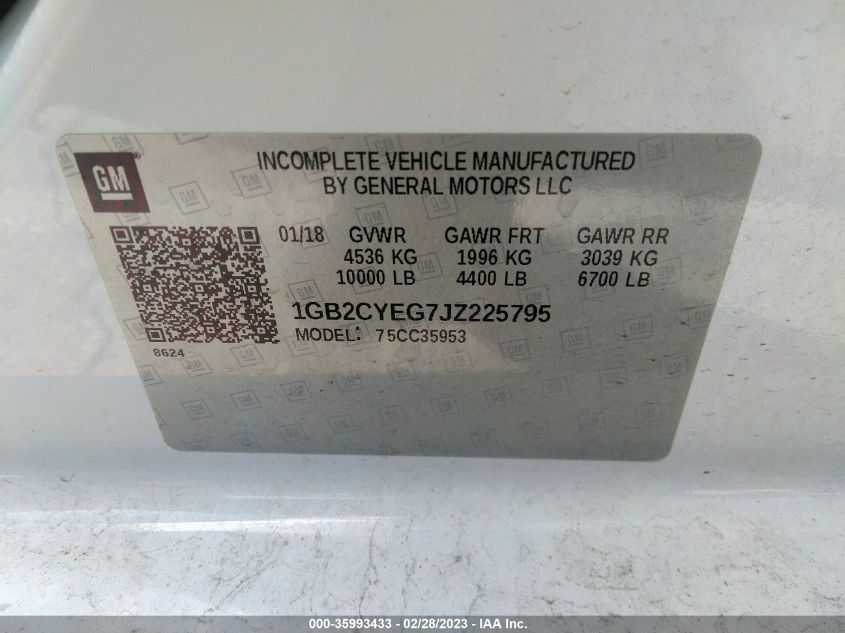 GM
INCOMPLETE VEHICLE MANUFACTURED
BY GENERAL MOTORS LLC
01/18 GVWR GAWR FRT GAWR RR
4536 KG 1996 KG 3039 KG
10000 LB 4400 LB 6700 LB
1GB2CYEG7JZ225795
MODEL: 75CC35953
8624
000-35993433 - 02/28/2023 - IAA Inc.